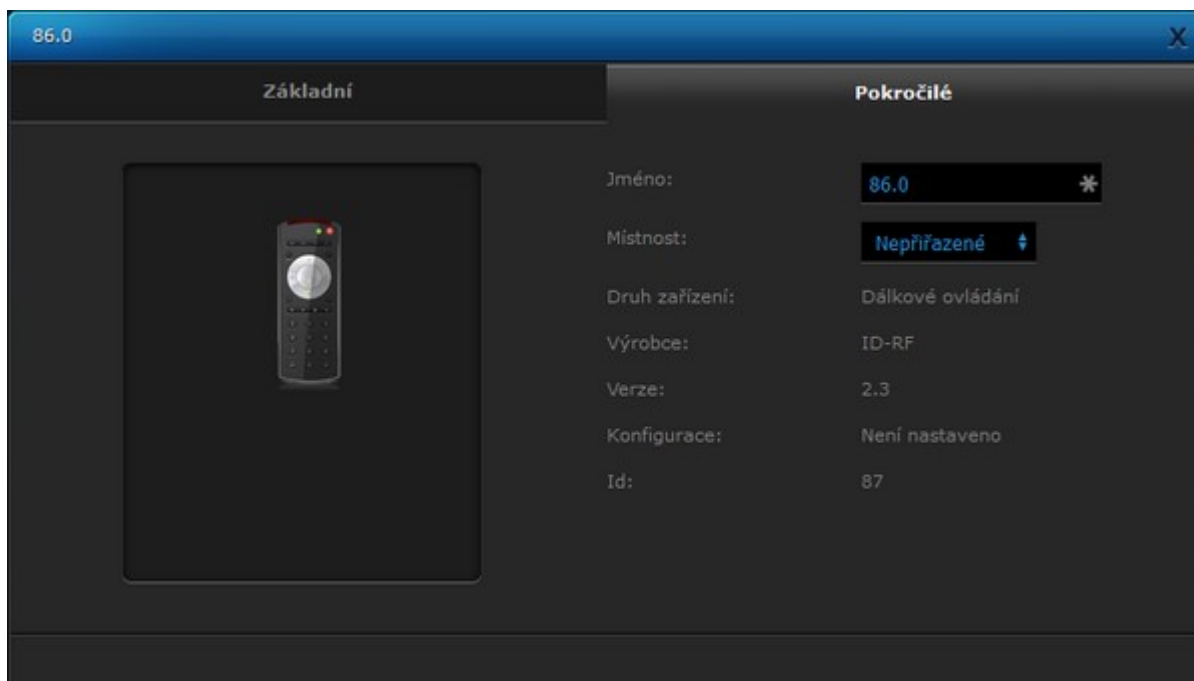 86.0 X
Základní Pokročilé
Jméno: 86.0 *
Místnost: Nepřiřazené
Druh zařízení: Dálkové ovládání
Výrobce: ID-RF
Verze: 2.3
Konfigurace: Není nastaveno
Id: 87